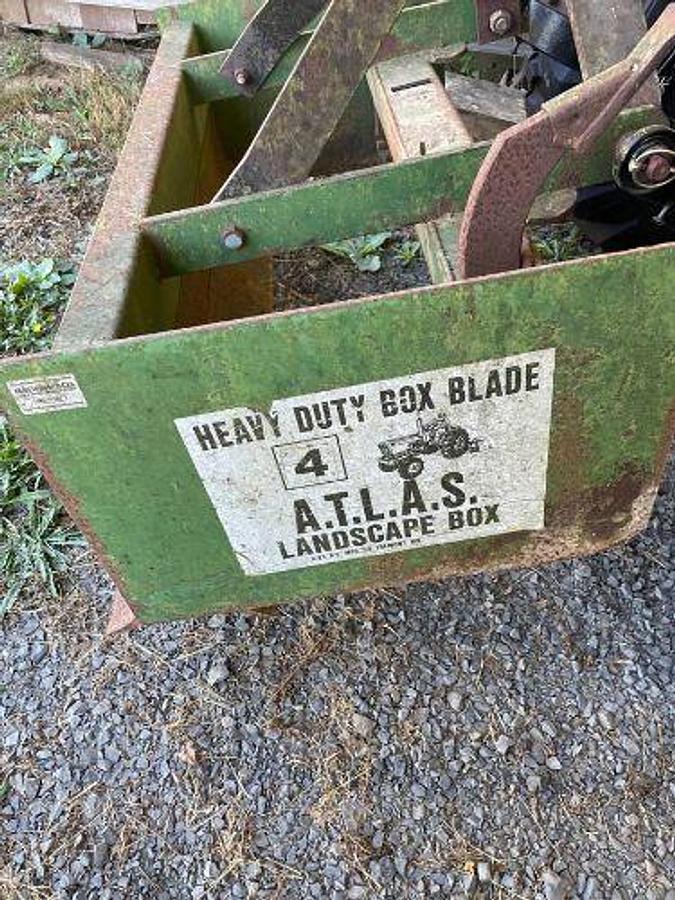 HEAVY DUTY BOX BLADE
4
A.T.L.A.S.
LANDSCAPE BOX